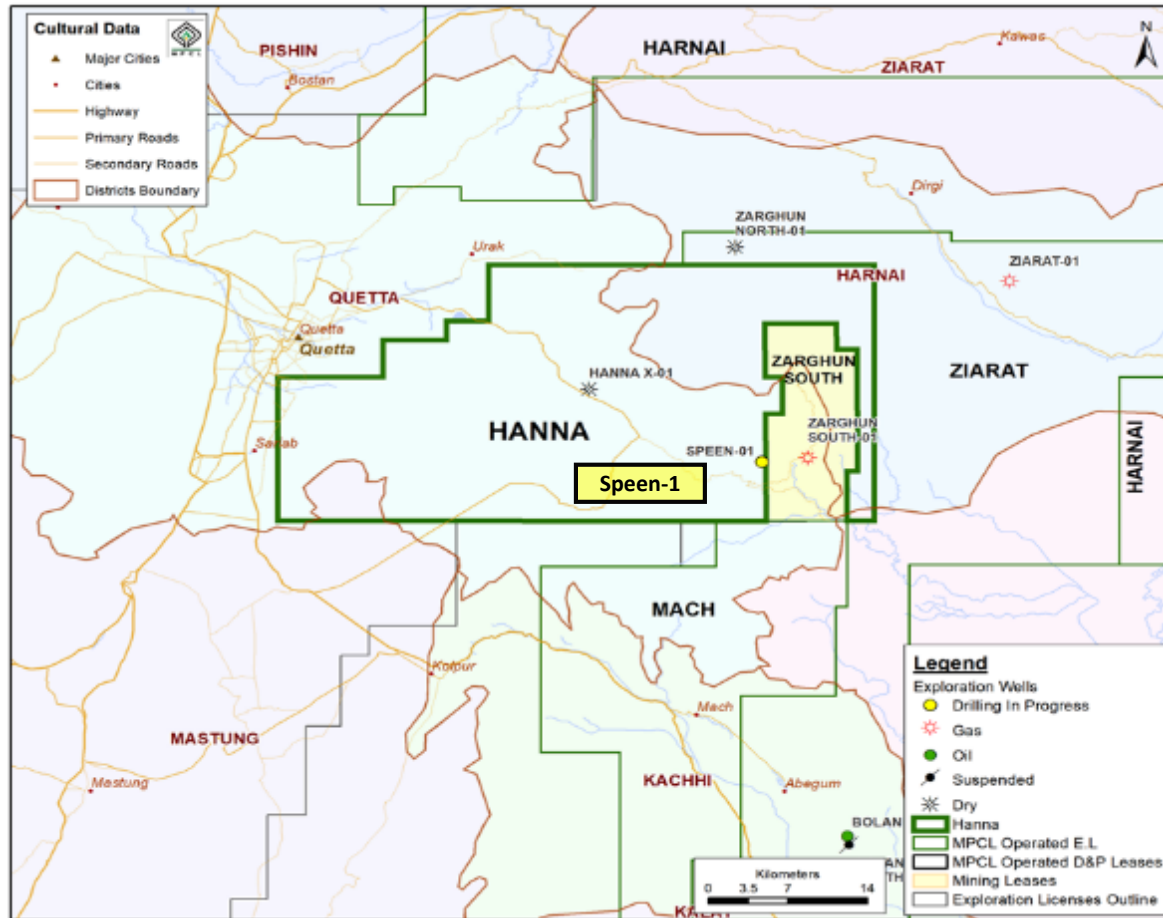 Cultural Data
MPCL
Major Cities
Cities
Highway
Primary Roads
Secondary Roads
Districts Boundary
PISHIN
Bostan
HARNAI
Kawas
ZIARAT
N
Dirgi
ZARGHUN
NORTH-01
Urak
ZIARAT-01
HARNAI
QUETTA
Quetta
Quetta
ZARGHUN
SOUTH
ZIARAT
HANNA X-01
HANNA
ZARGHUN
SOUTH-01
SPEEN-01
HARNAI
Speen-1
MACH
Kolpur
Mach
MASTUNG
KACHHI
Mastung
Abegum
BOLAN
Legend
Exploration Wells
Drilling In Progress
Gas
Oil
Suspended
Dry
Hanna
MPCL Operated E.L
MPCL Operated D&P Leases
Mining Leases
Exploration Licenses Outline
Kilometers
0 3.5 7 14